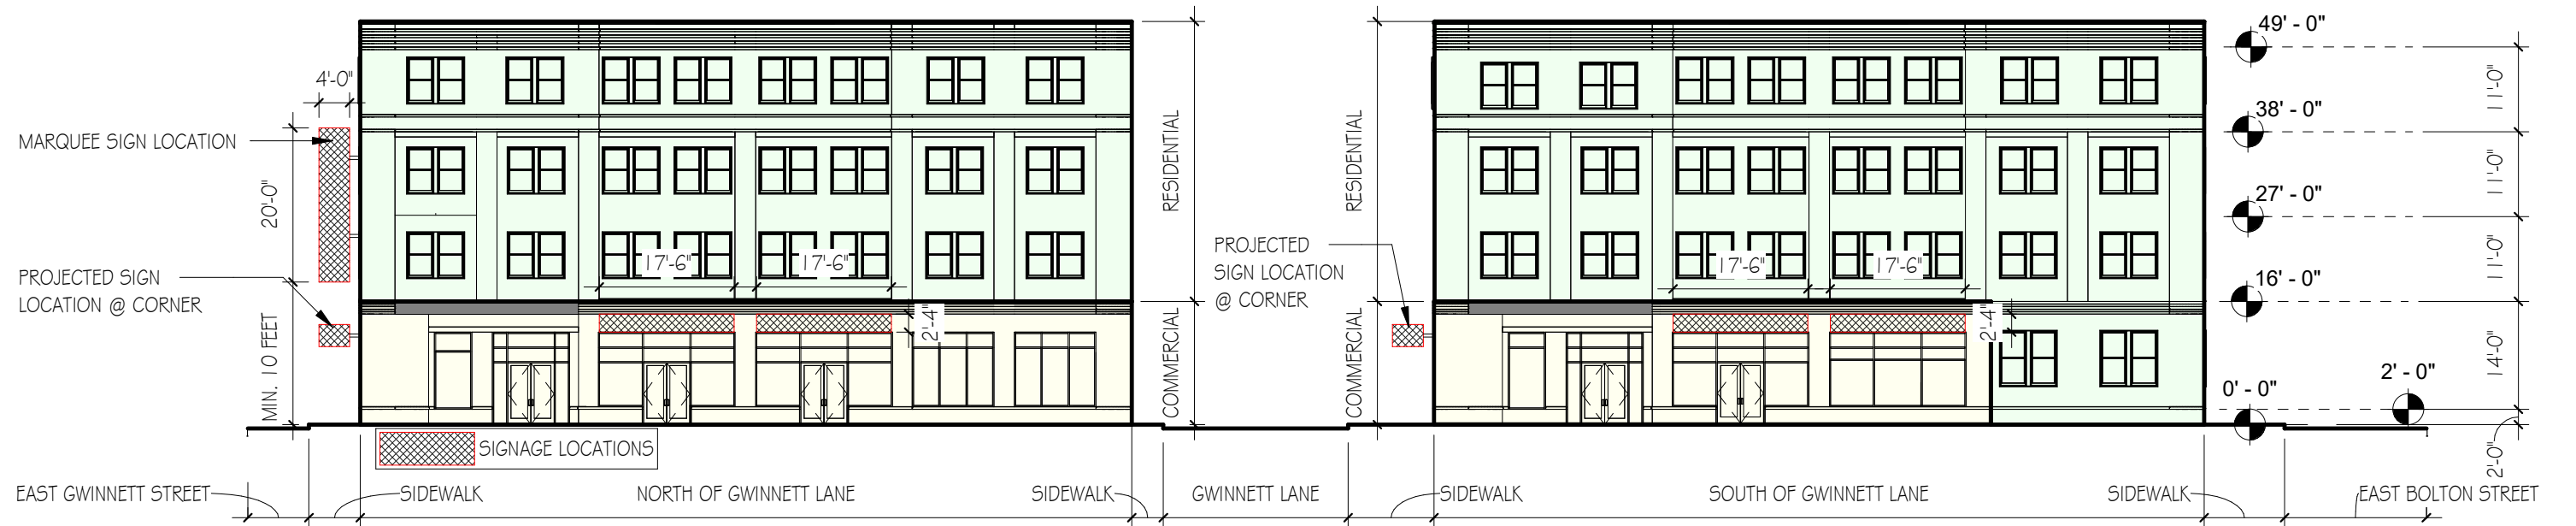 4'-0"
MARQUEE SIGN LOCATION
20'-0"
PROJECTED SIGN
LOCATION @ CORNER
MIN. 10 FEET
17'-6"
17'-6"
2'-4"
RESIDENTIAL
COMMERCIAL
SIGNAGE LOCATIONS
RESIDENTIAL
COMMERCIAL
PROJECTED
SIGN LOCATION
@ CORNER
17'-6"
17'-6"
2'-4"
49' - 0"
38' - 0"
27' - 0"
16' - 0"
0' - 0"
2' - 0"
11'-0"
11'-0"
11'-0"
14'-0"
2'-0"
EAST GWINNETT STREET
SIDEWALK
NORTH OF GWINNETT LANE
SIDEWALK
GWINNETT LANE
SIDEWALK
SOUTH OF GWINNETT LANE
SIDEWALK
EAST BOLTON STREET